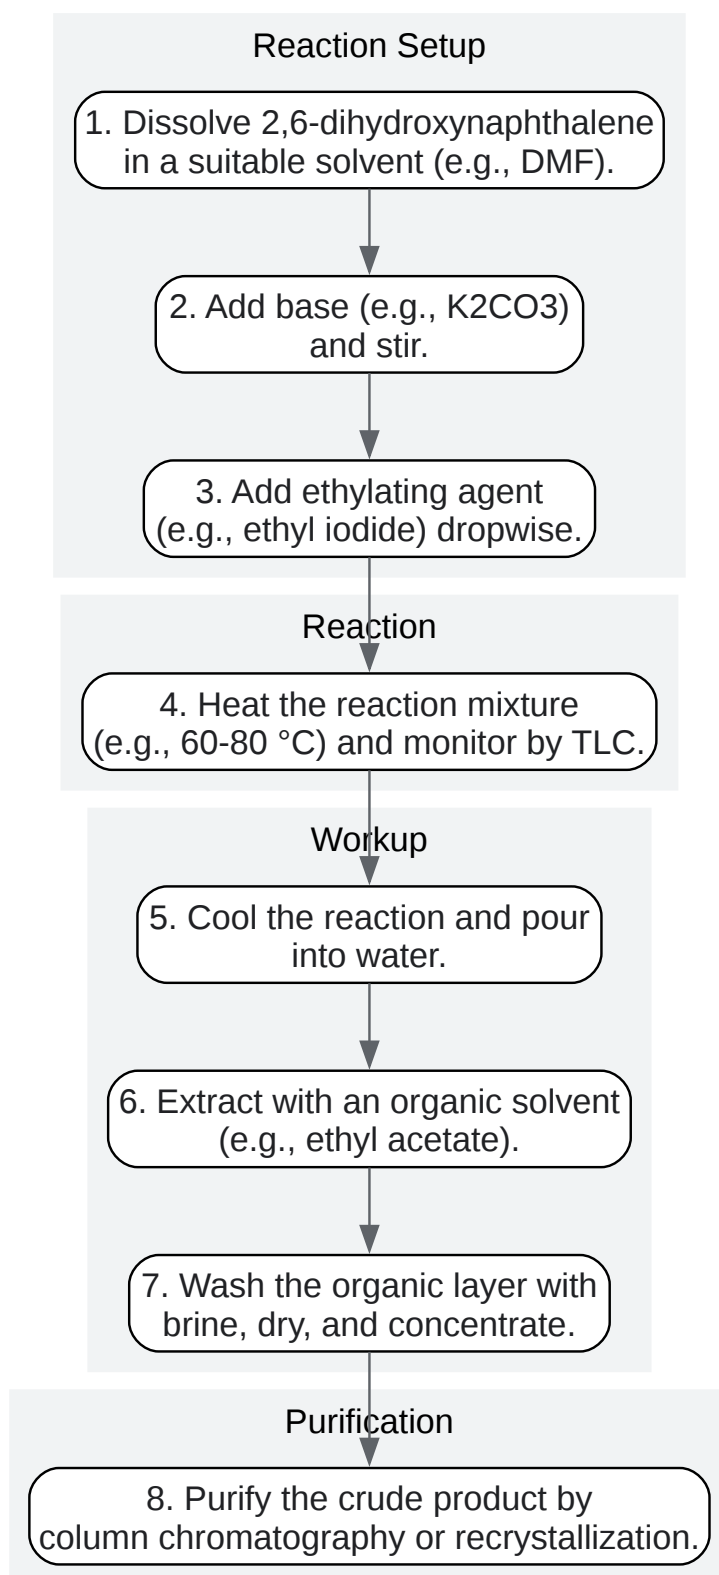 Reaction Setup
1. Dissolve 2,6-dihydroxynaphthalene
in a suitable solvent (e.g., DMF).
2. Add base (e.g., K2CO3)
and stir.
3. Add ethylating agent
(e.g., ethyl iodide) dropwise.
Reaction
4. Heat the reaction mixture
(e.g., 60-80 °C) and monitor by TLC.
Workup
5. Cool the reaction and pour
into water.
6. Extract with an organic solvent
(e.g., ethyl acetate).
7. Wash the organic layer with
brine, dry, and concentrate.
Purification
8. Purify the crude product by
column chromatography or recrystallization.